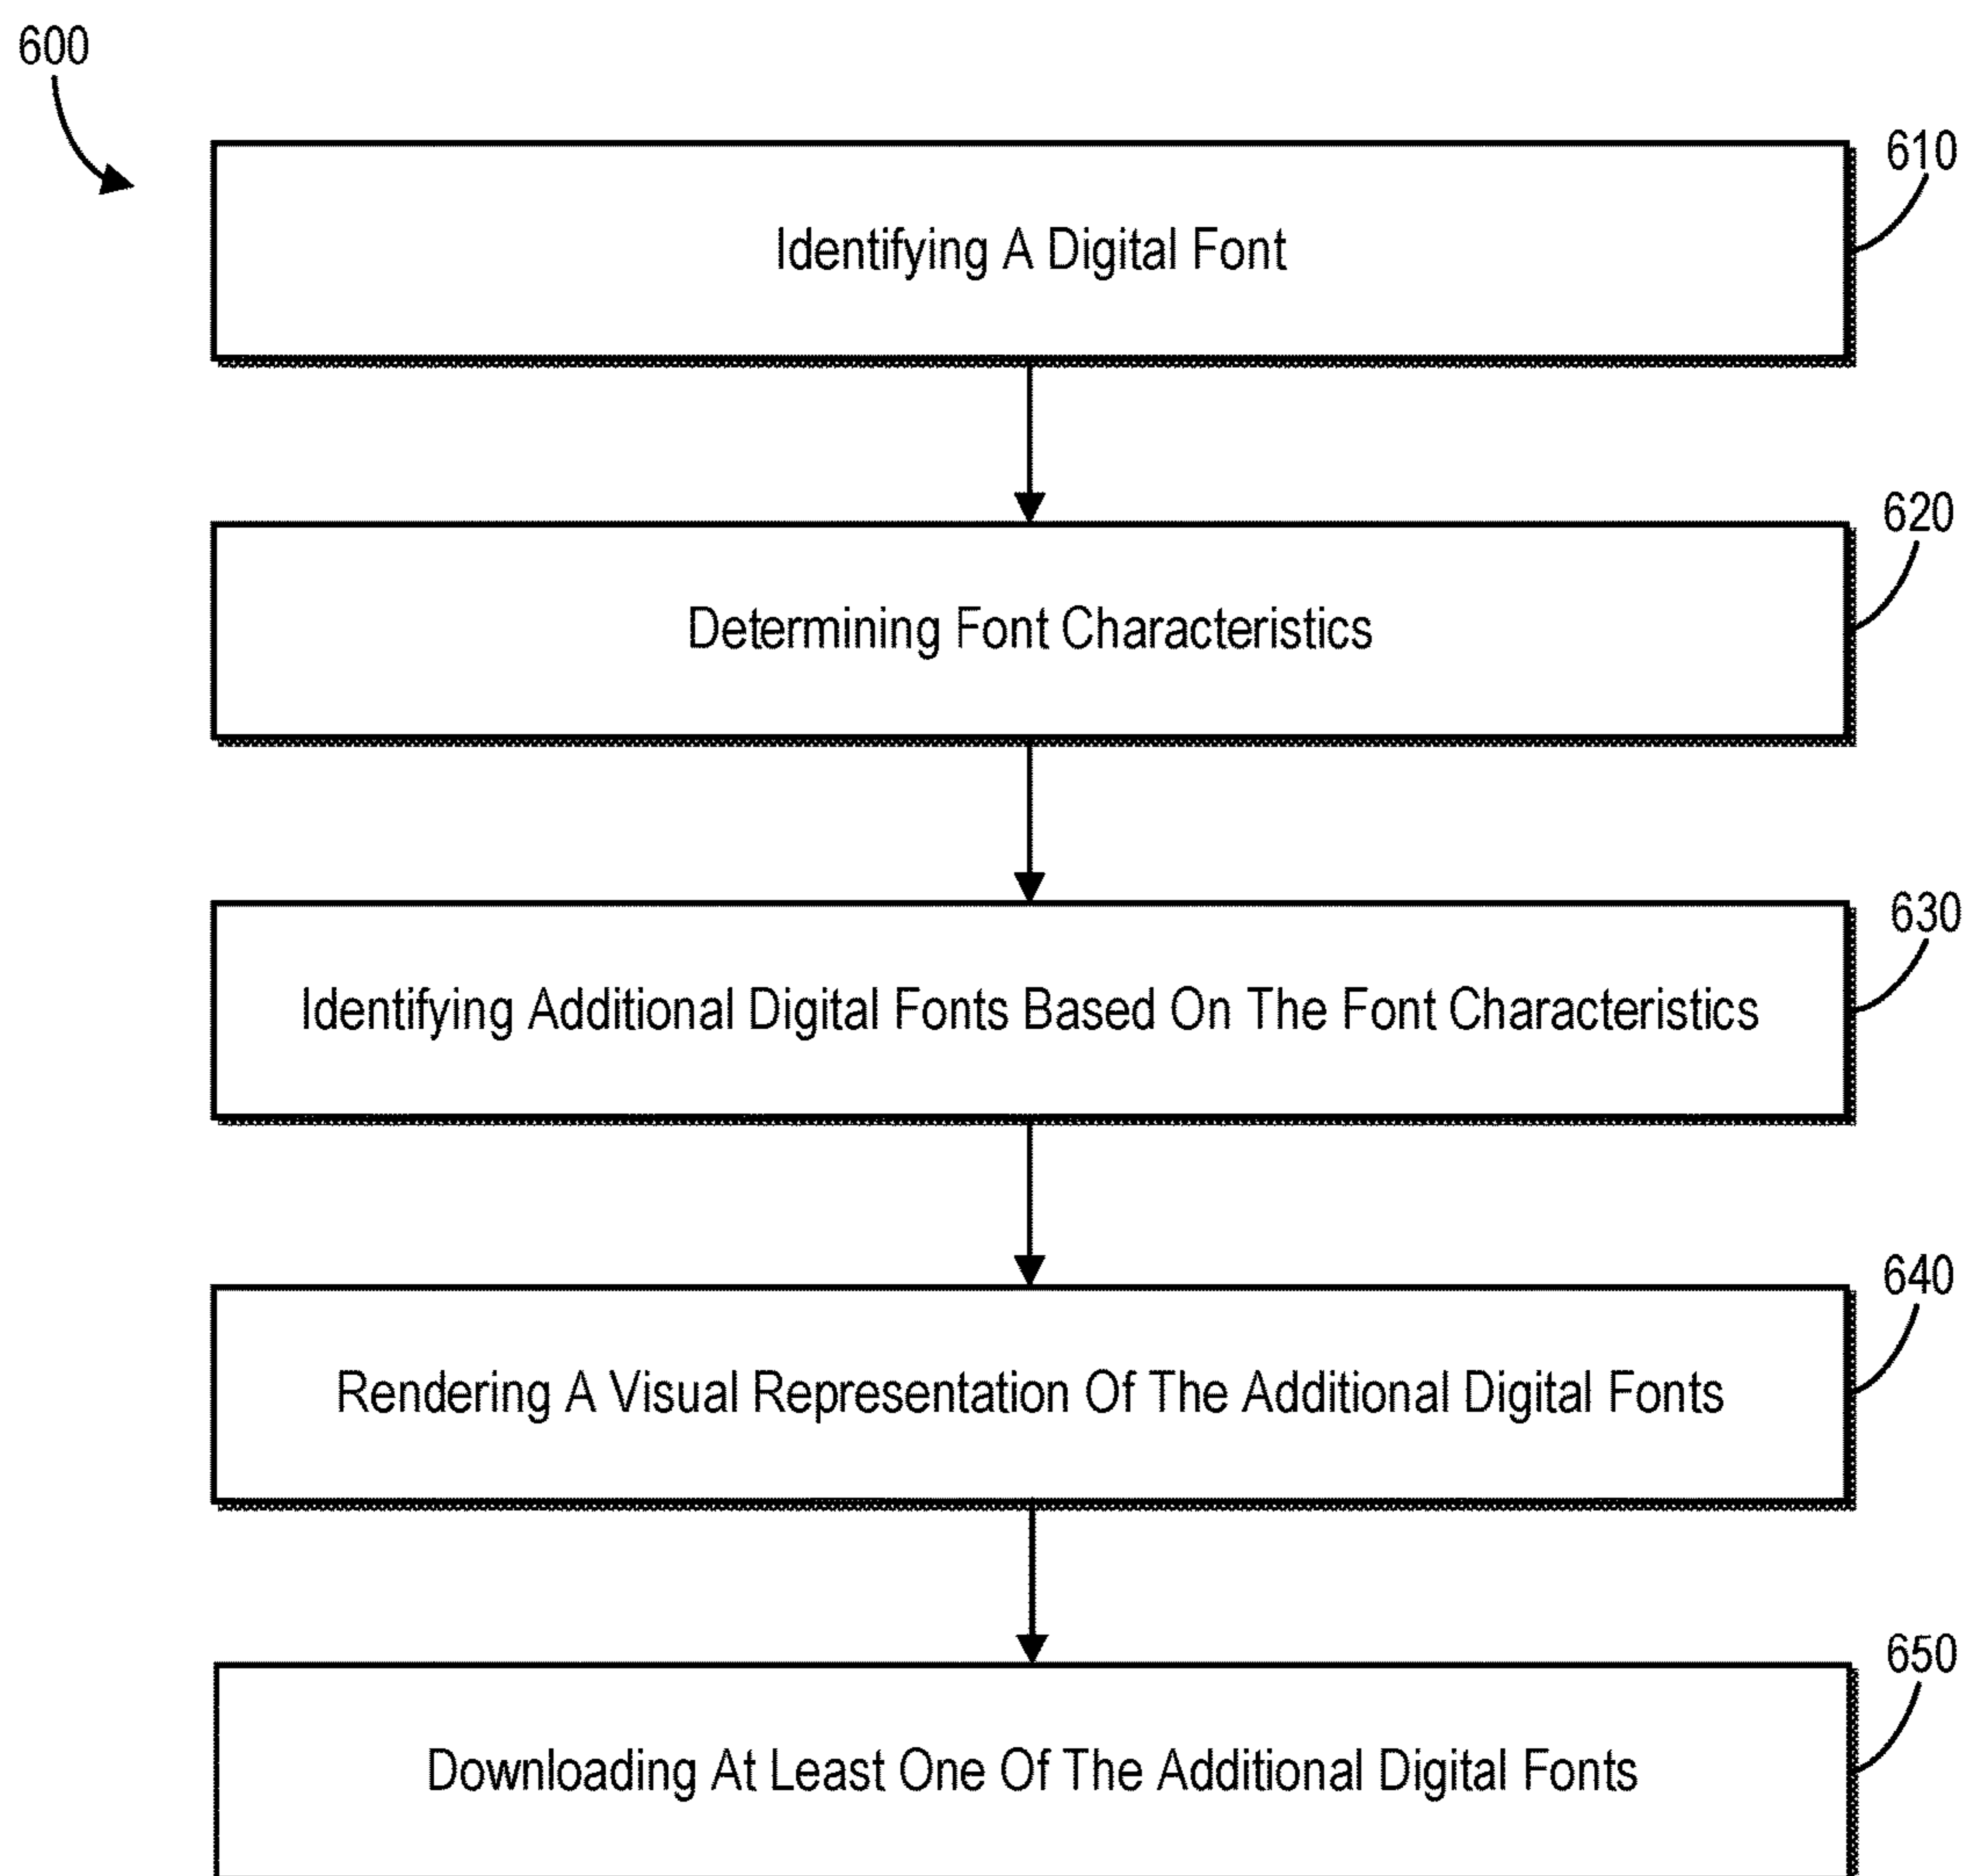 600
610
Identifying A Digital Font
620
Determining Font Characteristics
630
Identifying Additional Digital Fonts Based On The Font Characteristics
640
Rendering A Visual Representation Of The Additional Digital Fonts
650
Downloading At Least One Of The Additional Digital Fonts